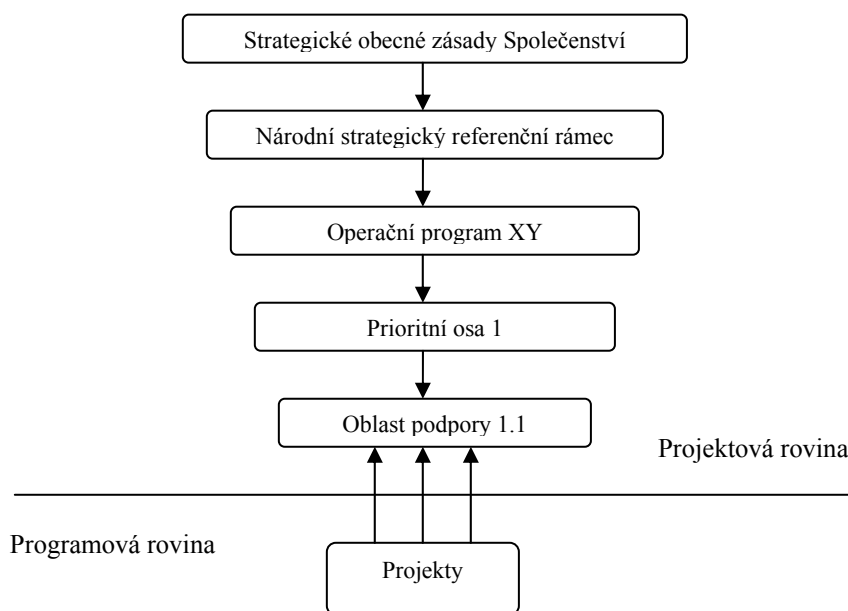 Strategické obecné zásady Společenství
Národní strategický referenční rámec
Operační program XY
Prioritní osa 1
Oblast podpory 1.1
Projektová rovina
Programová rovina
Projekty